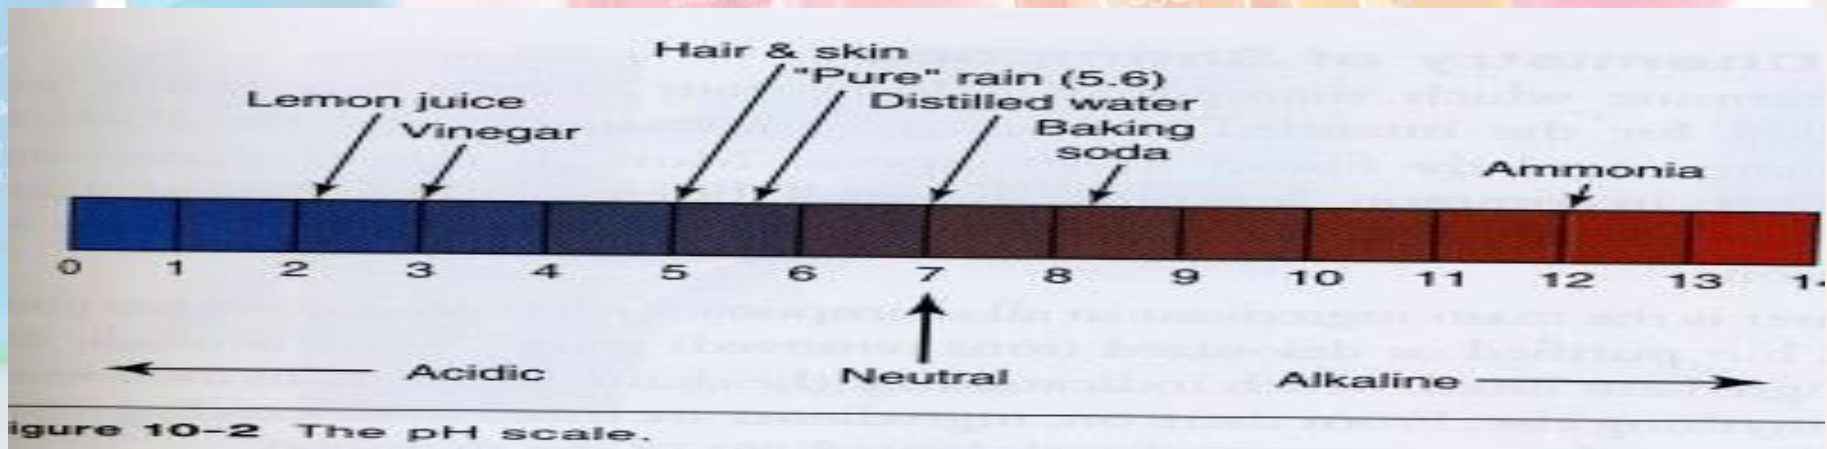 Hair & skin
"Pure" rain (5.6)
Lemon juice
Distilled water
Vinegar
Baking
soda
Ammonia
0 1 2 3 4 5 6 7 8 9 10 11 12 13
Acidic
Neutral
Alkaline
igure 10–2 The pH scale.